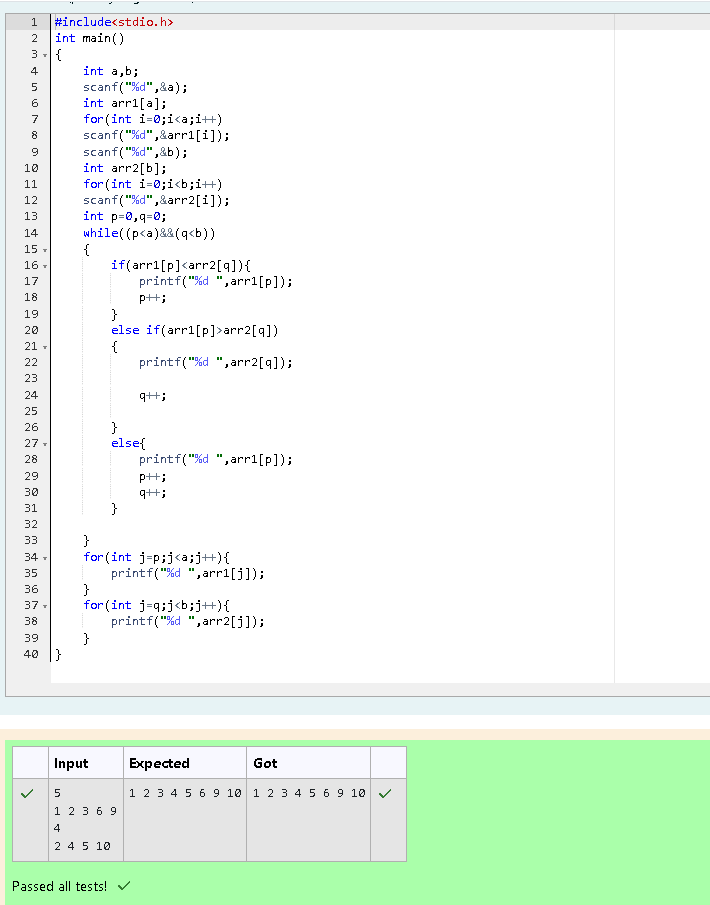 1 #include<stdio.h>
2 int main()
3 {
4     int a,b;
5     scanf("%d",&a);
6     int arr1[a];
7     for(int i=0;i<a;i++)
8     scanf("%d",&arr1[i]);
9     scanf("%d",&b);
10     int arr2[b];
11     for(int i=0;i<b;i++)
12     scanf("%d",&arr2[i]);
13     int p=0,q=0;
14     while((p<a)&&(q<b))
15     {
16         if(arr1[p]<arr2[q]){
17             printf("%d ",arr1[p]);
18             p++;
19         }
20         else if(arr1[p]>arr2[q])
21         {
22             printf("%d ",arr2[q]);
23
24             q++;
25
26         }
27         else{
28             printf("%d ",arr1[p]);
29             p++;
30             q++;
31         }
32
33     }
34     for(int j=p;j<a;j++){
35         printf("%d ",arr1[j]);
36     }
37     for(int j=q;j<b;j++){
38         printf("%d ",arr2[j]);
39     }
40 }
Input Expected Got
5 1 2 3 4 5 6 9 10 1 2 3 4 5 6 9 10
1 2 3 6 9
4
2 4 5 10
Passed all tests!